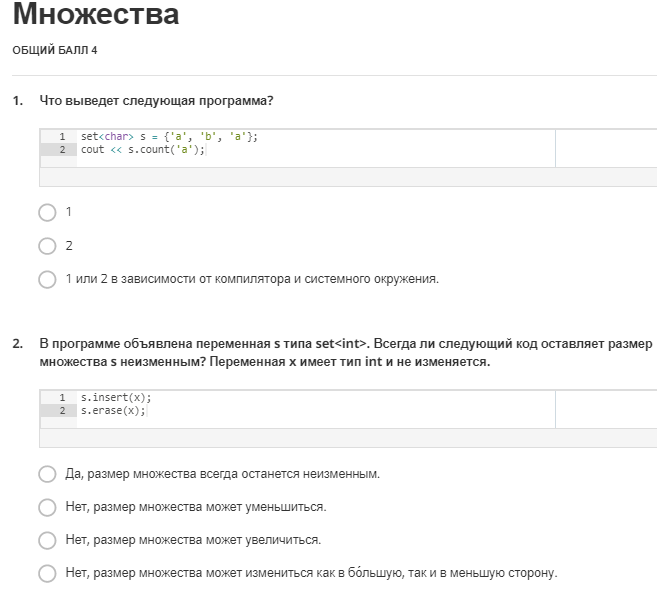 Множества
ОБЩИЙ БАЛЛ 4
1. Что выведет следующая программа?
1 set<char> s = {'a', 'b', 'a'};
2 cout << s.count('a');
1
2
1 или 2 в зависимости от компилятора и системного окружения.
2. В программе объявлена переменная s типа set<int>. Всегда ли следующий код оставляет размер
множества s неизменным? Переменная x имеет тип int и не изменяется.
1 s.insert(x);
2 s.erase(x);
Да, размер множества всегда останется неизменным.
Нет, размер множества может уменьшиться.
Нет, размер множества может увеличиться.
Нет, размер множества может измениться как в бо́льшую, так и в меньшую сторону.